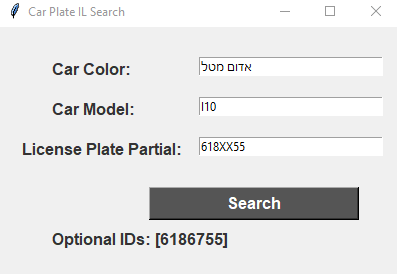 Car Plate IL Search
Car Color: אדום מטל
Car Model: I10
License Plate Partial: 618XX55
Search
Optional IDs: [6186755]